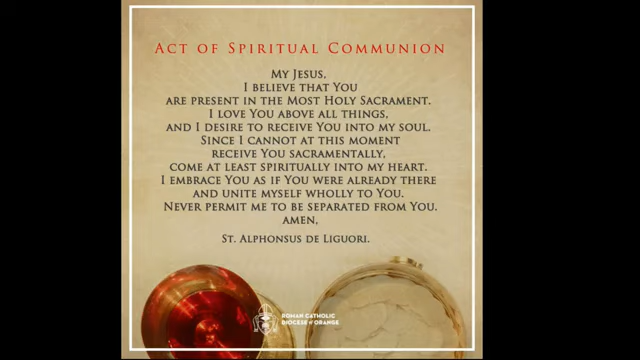 ACT OF SPIRITUAL COMMUNION
MY JESUS,
I BELIEVE THAT YOU
ARE PRESENT IN THE MOST HOLY SACRAMENT.
I LOVE YOU ABOVE ALL THINGS,
AND I DESIRE TO RECEIVE YOU INTO MY SOUL.
SINCE I CANNOT AT THIS MOMENT
RECEIVE YOU SACRAMENTALLY,
COME AT LEAST SPIRITUALLY INTO MY HEART.
I EMBRACE YOU AS IF YOU WERE ALREADY THERE
AND UNITE MYSELF WHOLLY TO YOU.
NEVER PERMIT ME TO BE SEPARATED FROM YOU.
AMEN,
ST. ALPHONSUS DE LIGUORI.
ROMAN CATHOLIC
DIOCESE of ORANGE